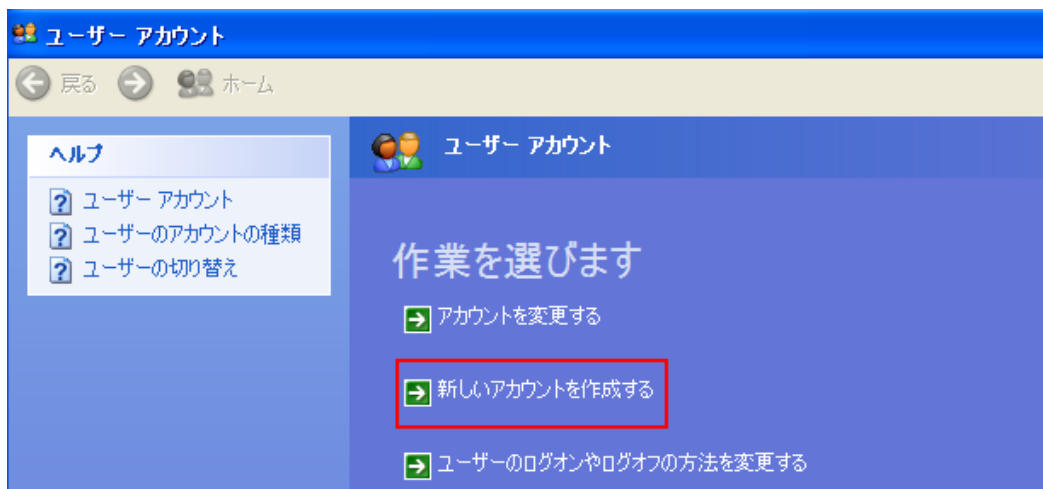 ユーザー アカウント
戻る ホーム
ヘルプ
ユーザー アカウント
ユーザーのアカウントの種類
ユーザーの切り替え
ユーザー アカウント
作業を選びます
アカウントを変更する
新しいアカウントを作成する
ユーザーのログオンやログオフの方法を変更する